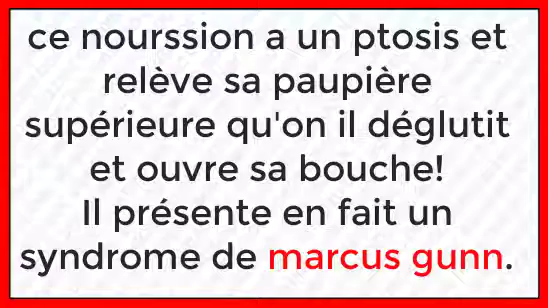 ce nourssion a un ptosis et
relève sa paupière
supérieure qu'on il déglutit
et ouvre sa bouche!
Il présente en fait un
syndrome de marcus gunn.